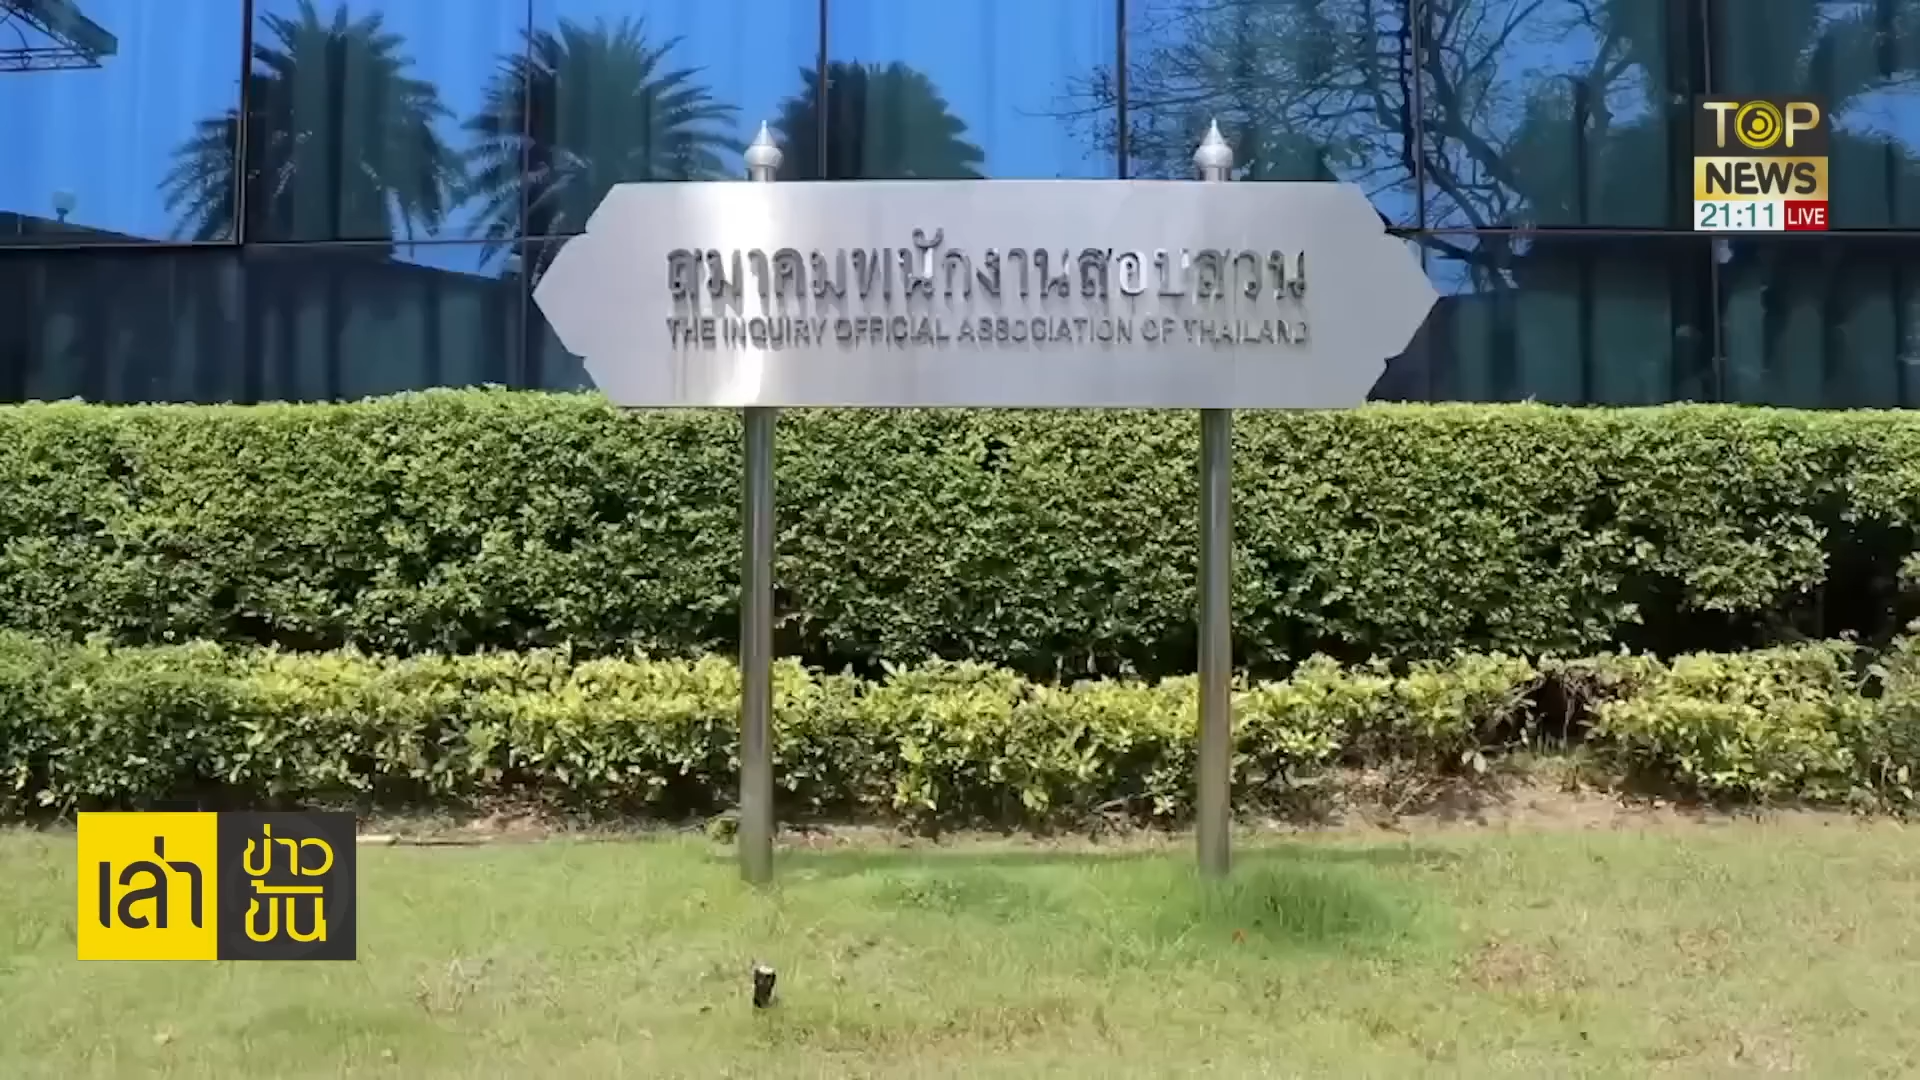 TOP
NEWS
21:11 LIVE
สมาคมพนักงานสอบสวน
THE INQUIRY OFFICIAL ASSOCIATION OF THAILAND
เล่า
ข่าว
ข้น